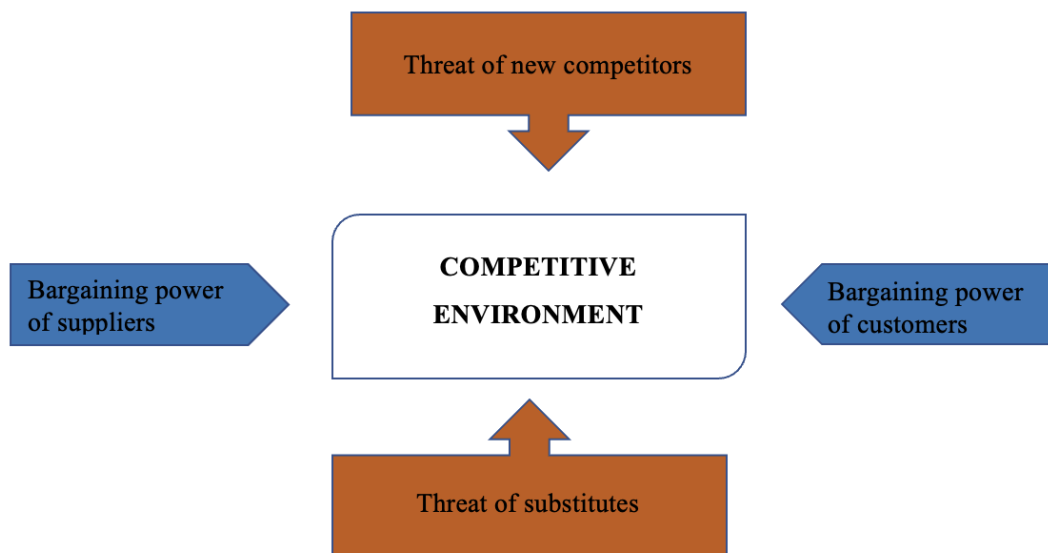 Threat of new competitors
COMPETITIVE
ENVIRONMENT
Bargaining power
of suppliers
Bargaining power
of customers
Threat of substitutes